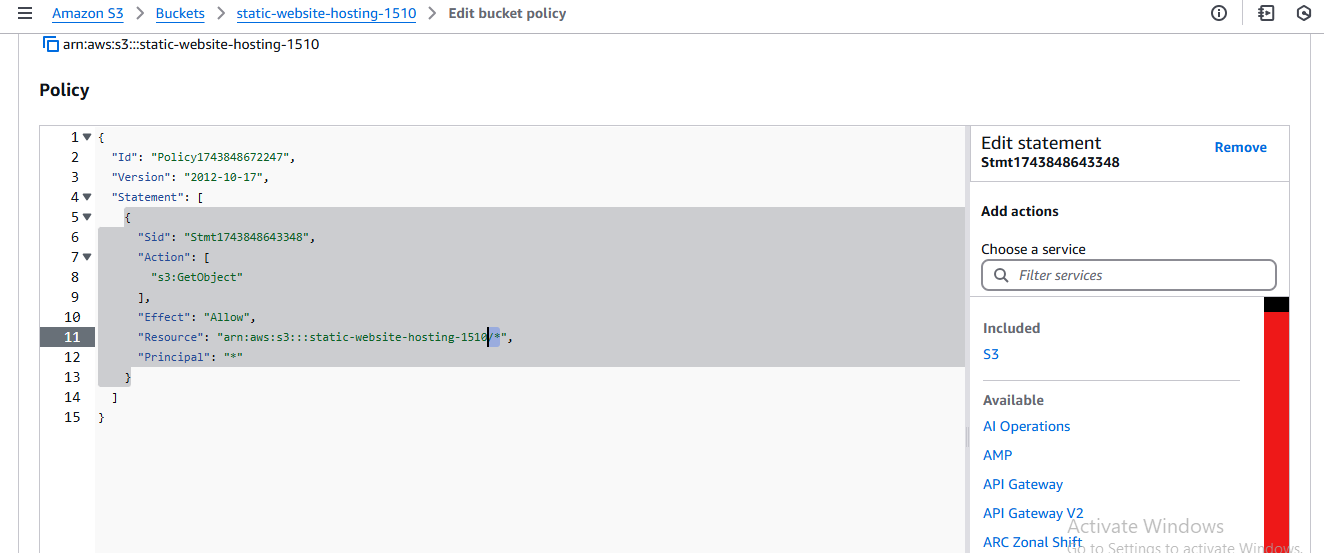 Amazon S3 > Buckets > static-website-hosting-1510 > Edit bucket policy
arn:aws:s3:::static-website-hosting-1510
Policy
1 {
2 "Id": "Policy1743848672247",
3 "Version": "2012-10-17",
4 "Statement": [
5 {
6 "Sid": "Stmt1743848643348",
7 "Action": [
8 "s3:GetObject"
9 ],
10 "Effect": "Allow",
11 "Resource": "arn:aws:s3:::static-website-hosting-1510/*",
12 "Principal": "*"
13 }
14 ]
15 }
Edit statement
Remove
Stmt1743848643348
Add actions
Choose a service
Filter services
Included
S3
Available
AI Operations
AMP
API Gateway
API Gateway V2
ARC Zonal Shift
Activate Windows
Go to Settings to activate Windows.